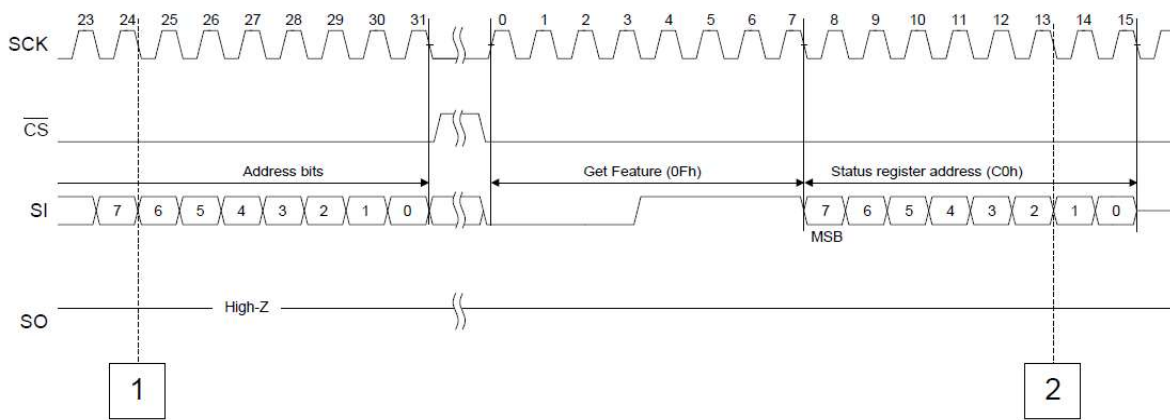 23 24 25 26 27 28 29 30 31 0 1 2 3 4 5 6 7 8 9 10 11 12 13 14 15
SCK
CS
Address bits Get Feature (0Fh) Status register address (C0h)
SI 7 6 5 4 3 2 1 0 7 6 5 4 3 2 1 0
MSB
High-Z
SO
1 2